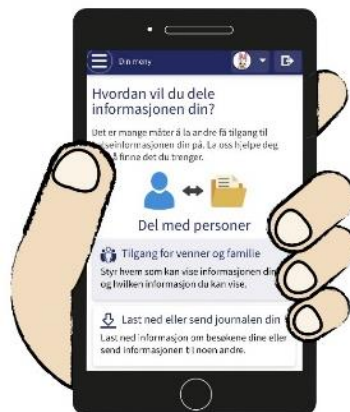 Din meny
Hvordan vil du dele
informasjonen din?
Det er mange måter å la andre få tilgang til
informasjonen din på. La oss hjelpe deg
å finne det du trenger.
Del med personer
Tilgang for venner og familie
Styr hvem som kan vise informasjonen din
og hvilken informasjon du kan vise.
Last ned eller send journalen din
Last ned informasjon om besøkene dine eller
send informasjonen til noen andre.